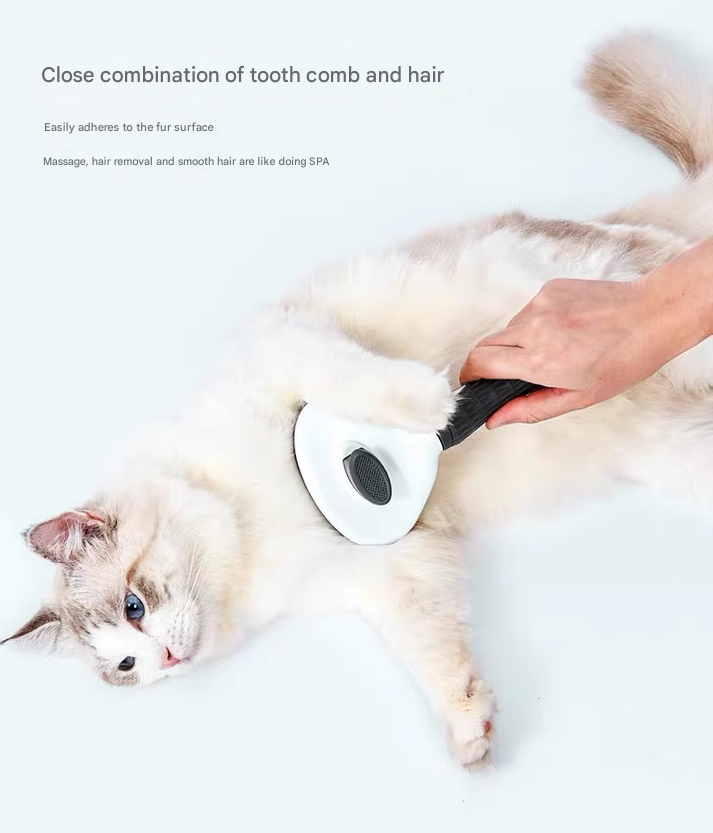 Close combination of tooth comb and hair
Easily adheres to the fur surface
Massage, hair removal and smooth hair are like doing SPA